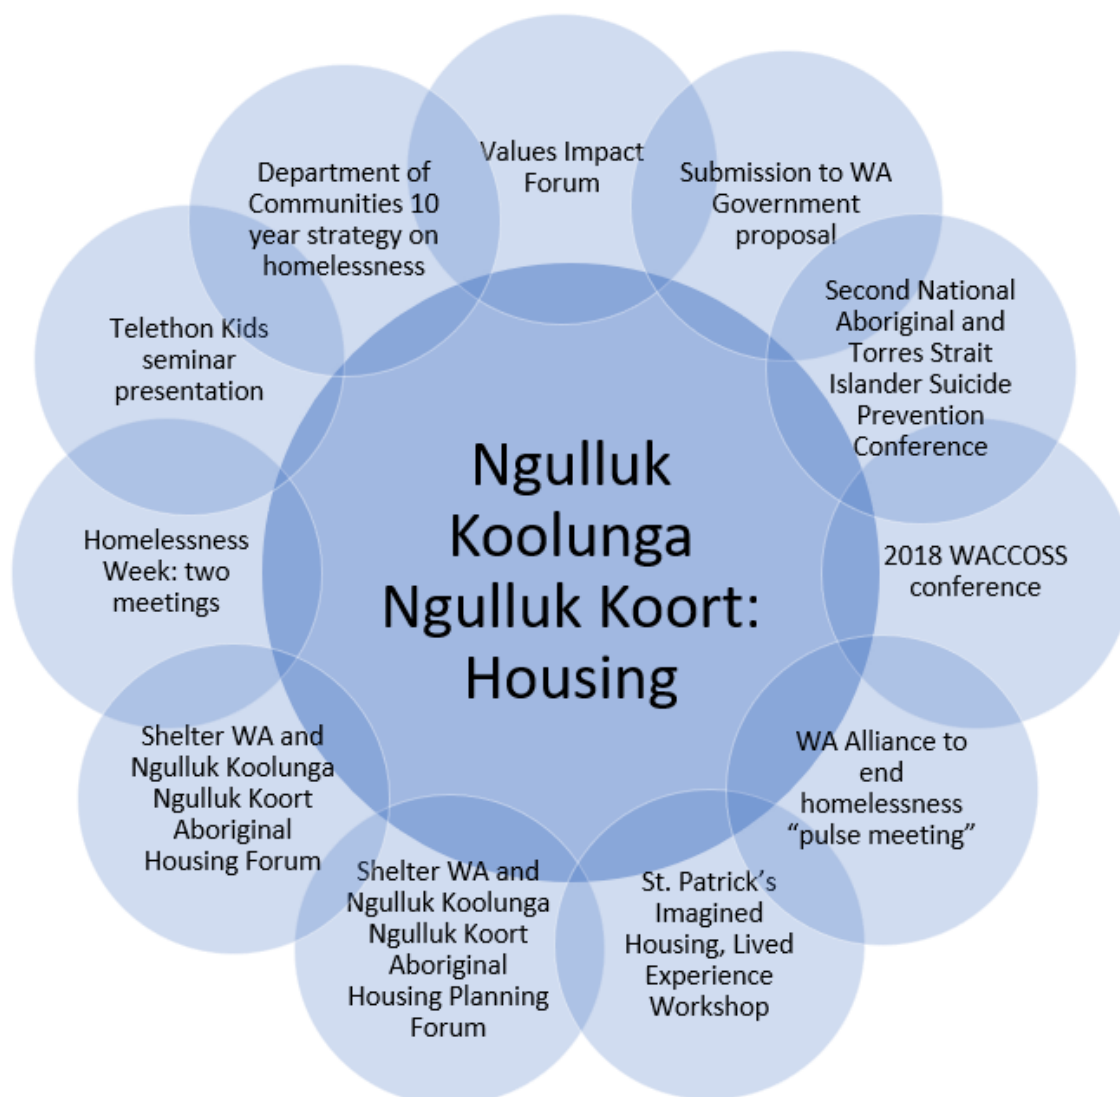 Values Impact
Forum
Submission to WA
Government
proposal
Second National
Aboriginal and
Torres Strait
Islander Suicide
Prevention
Conference
2018 WACCOSS
conference
WA Alliance to
end
homelessness
“pulse meeting”
St. Patrick’s
Imagined
Housing, Lived
Experience
Workshop
Shelter WA and
Ngulluk Koolunga
Ngulluk Koort
Aboriginal
Housing Planning
Forum
Shelter WA and
Ngulluk Koolunga
Ngulluk Koort
Aboriginal
Housing Forum
Homelessness
Week: two
meetings
Telethon Kids
seminar
presentation
Department of
Communities 10
year strategy on
homelessness
Ngulluk
Koolunga
Ngulluk Koort:
Housing